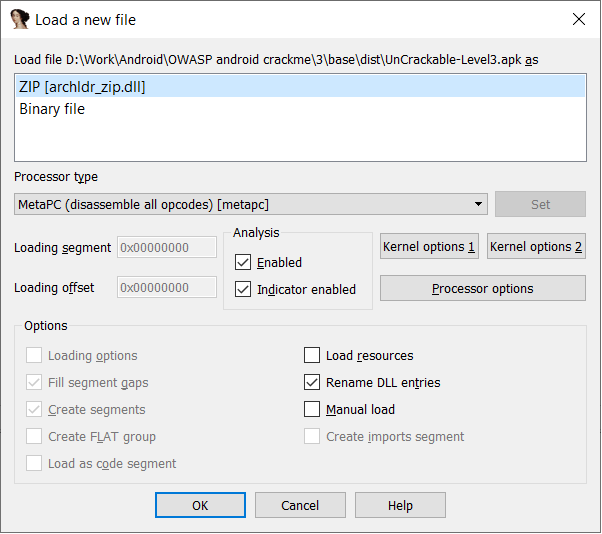 Load a new file
Load file D:\Work\Android\OWASP android crackme\3\base\dist\UnCrackable-Level3.apk as
ZIP [archldr_zip.dll]
Binary file
Processor type
MetaPC (disassemble all opcodes) [metapc]
Set
Loading segment 0x00000000
Loading offset 0x00000000
Analysis
Enabled
Indicator enabled
Kernel options 1
Kernel options 2
Processor options
Options
Loading options
Fill segment gaps
Create segments
Create FLAT group
Load as code segment
Load resources
Rename DLL entries
Manual load
Create imports segment
OK
Cancel
Help